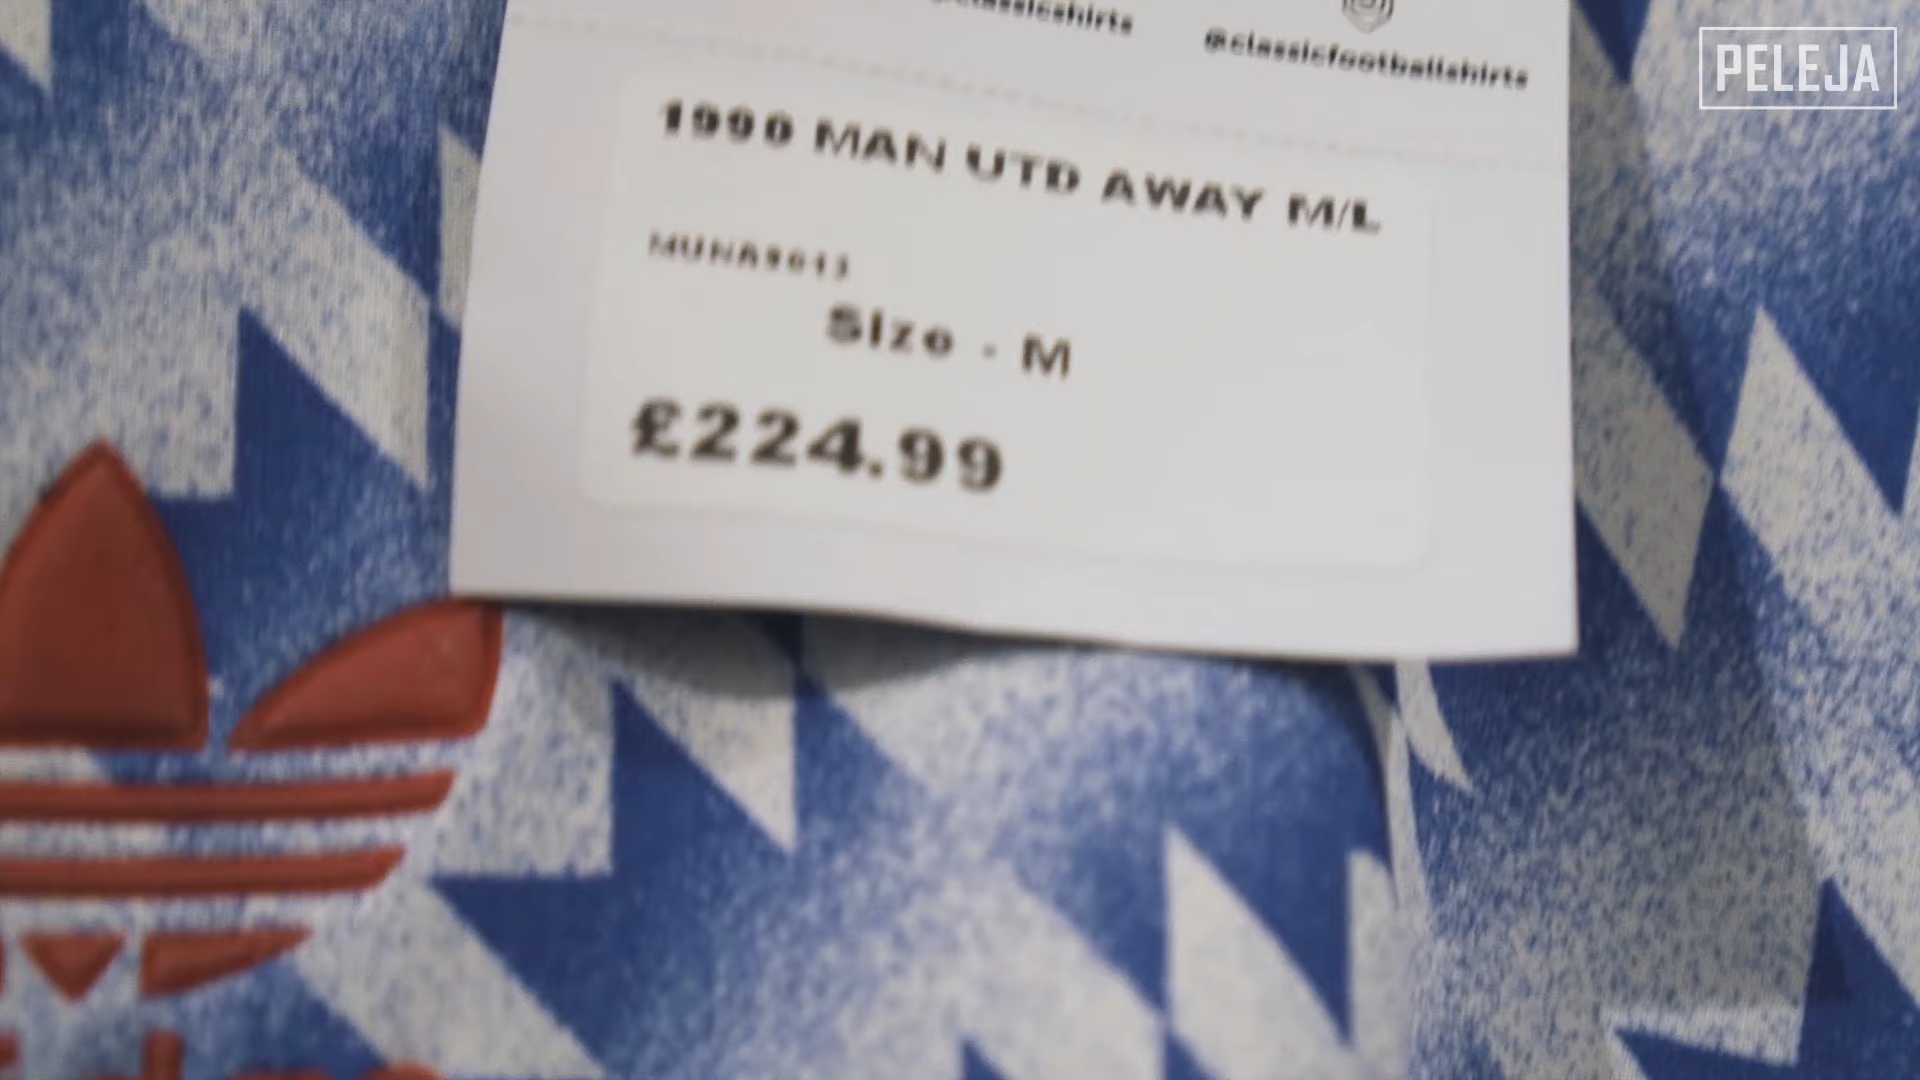 @classicshirts
@classicfootballshirts
PELEJA
1990 MAN UTD AWAY M/L
Size - M
£224.99